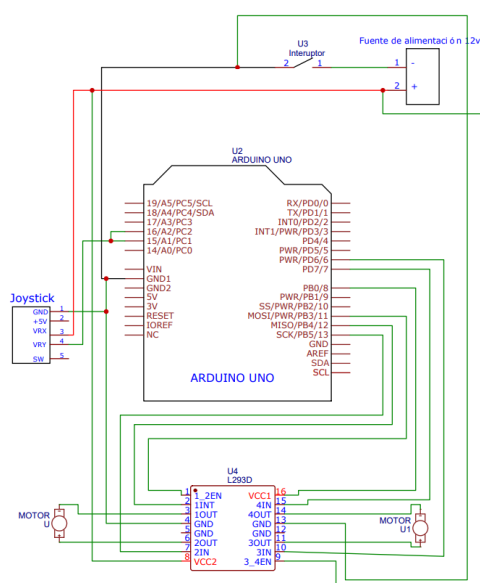 Fuente de alimentación 12v
U3
Interuptor
2 1
1 -
2 +
U2
ARDUINO UNO
19/A5/PC5/SCL RX/PD0/0
18/A4/PC4/SDA TX/PD1/1
17/A3/PC3 INT0/PD2/2
16/A2/PC2 INT1/PWR/PD3/3
15/A1/PC1 PD4/4
14/A0/PC0 PWR/PD5/5
PWR/PD6/6
VIN PD7/7
GND1
GND2 PB0/8
5V PWR/PB1/9
3V SS/PWR/PB2/10
RESET MOSI/PWR/PB3/11
IOREF MISO/PB4/12
NC SCK/PB5/13
GND
AREF
SDA
SCL
ARDUINO UNO
Joystick
GND 1
+5V 2
VRX 3
VRY 4
SW 5
U4
L293D
1 1_2EN VCC1 16
2 1INT 4IN 15
3 1OUT 4OUT 14
4 GND GND 13
5 GND GND 12
6 2OUT 3OUT 11
7 2IN 3IN 10
8 VCC2 3_4EN 9
MOTOR
U
MOTOR
U1